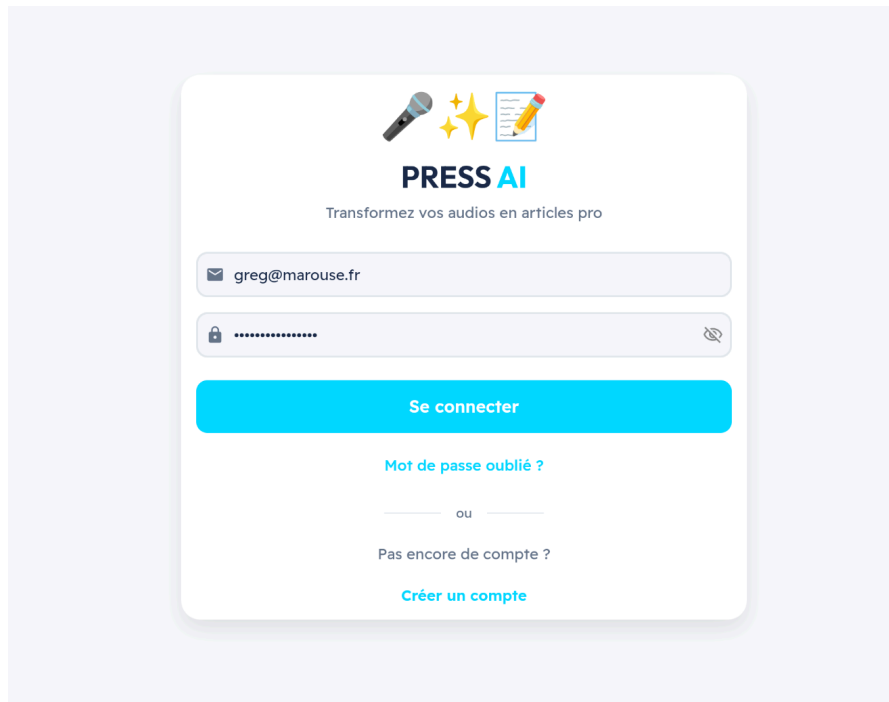 PRESS AI
Transformez vos audios en articles pro
greg@marouse.fr
••••••••••••••••
Se connecter
Mot de passe oublié ?
ou
Pas encore de compte ?
Créer un compte